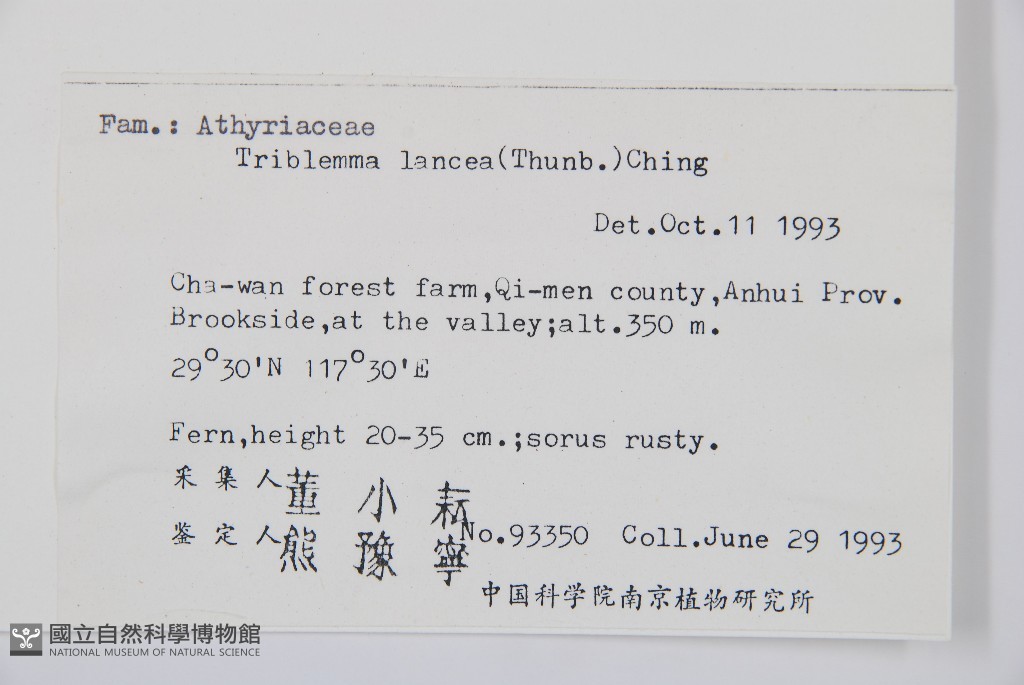 Fam.: Athyriaceae
Triblemma lancea(Thunb.)Ching
Det.Oct.11 1993
Cha-wan forest farm,Qi-men county,Anhui Prov.
Brookside,at the valley;alt.350 m.
29°30'N 117°30'E
Fern,height 20-35 cm.;sorus rusty.
采集人 董小耘
鉴定人 熊豫寧 No.93350 Coll.June 29 1993
中国科学院南京植物研究所
國立自然科學博物館
NATIONAL MUSEUM OF NATURAL SCIENCE